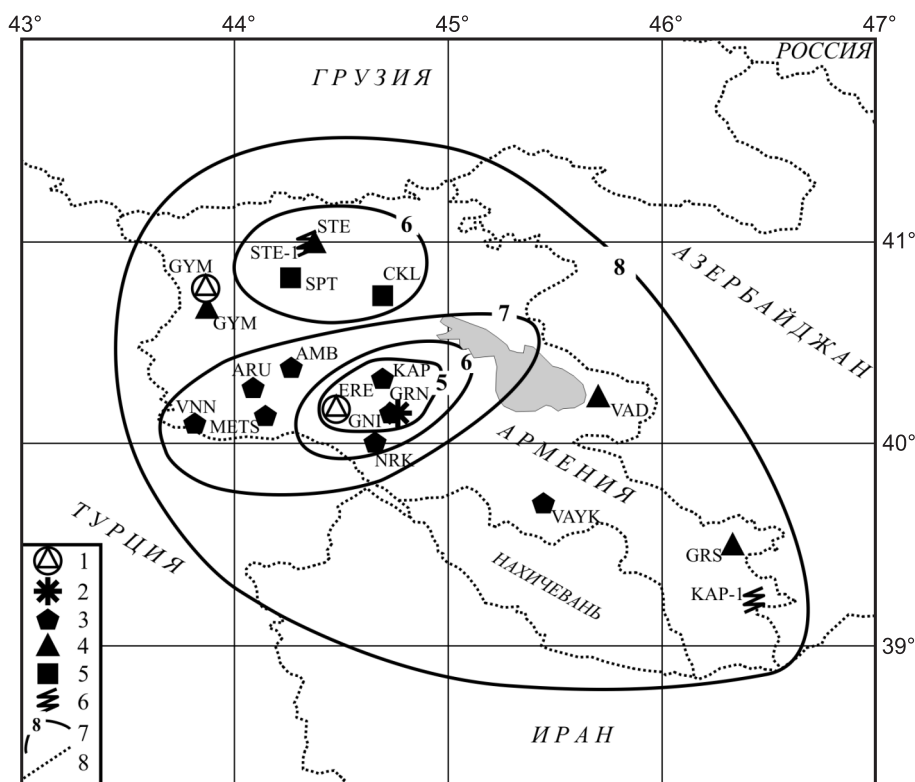 43° 44° 45° 46° 47°
РОССИЯ
ГРУЗИЯ
6
STE
41°
STE-1
АЗЕРБАЙДЖАН
GYM
SPT
CKL
8
GYM
7
AMB
ARU
KAP
6
5
ERE
GRN
VNN
METS
GNI
VAD
40°
NRK
АРМЕНИЯ
ТУРЦИЯ
VAYK
GRS
НАХИЧЕВАНЬ
KAP-1
39°
ИРАН
1
2
3
4
5
6
8 7
8